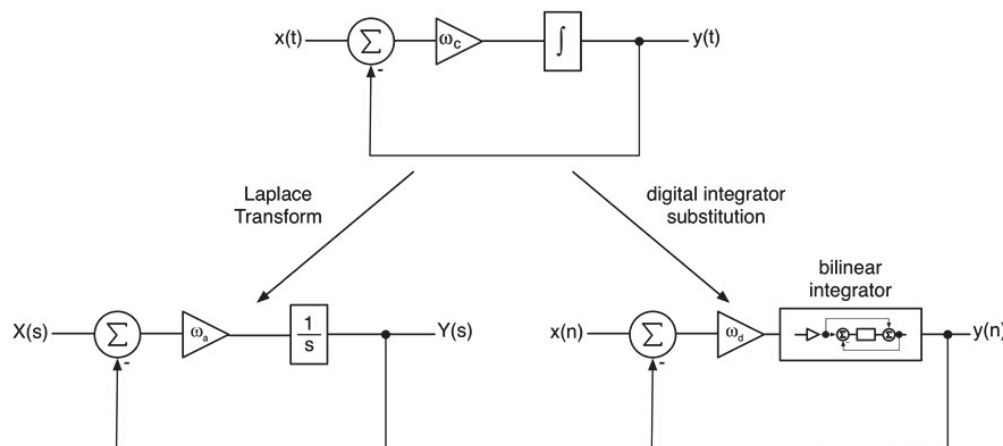 x(t) Σ ω_c ∫ y(t)
-
Laplace
Transform
digital integrator
substitution
bilinear
integrator
X(s) Σ ω_a 1/s Y(s)
-
x(n) Σ ω_d Σ Σ y(n)
-